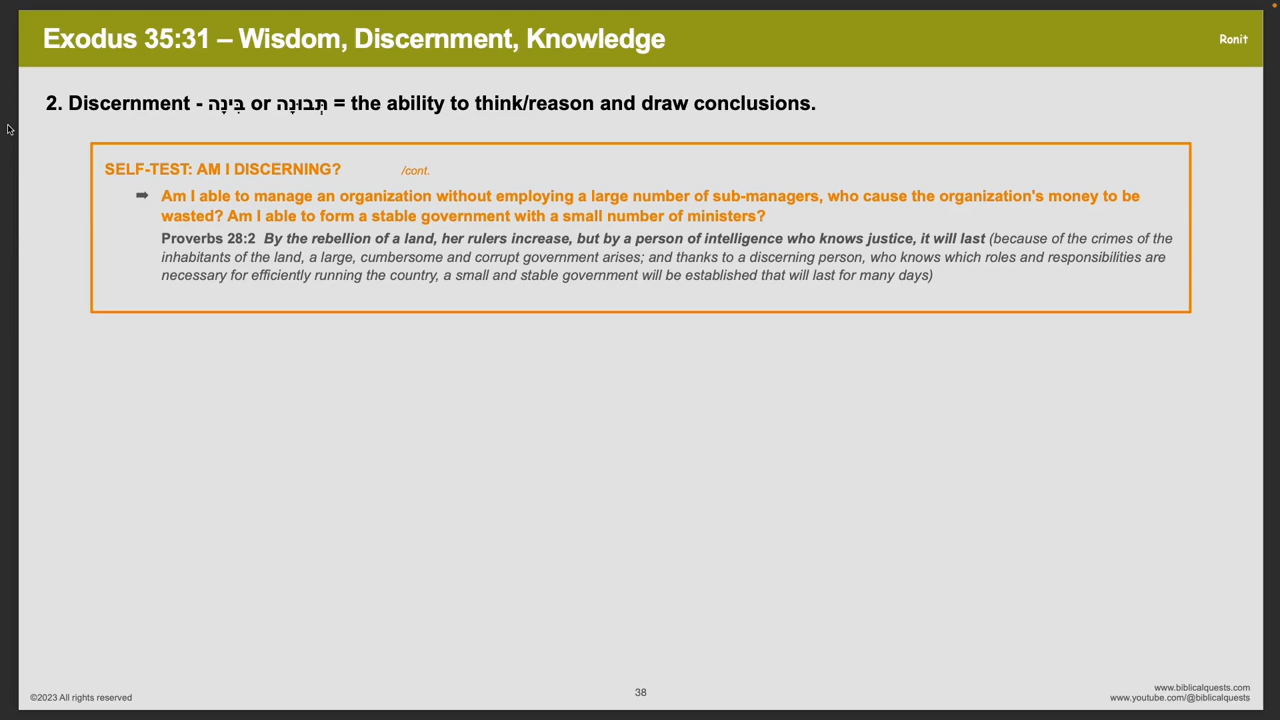 Exodus 35:31 – Wisdom, Discernment, Knowledge
Ronit
2. Discernment - בִּינָה or תְּבוּנָה = the ability to think/reason and draw conclusions.
SELF-TEST: AM I DISCERNING? /cont.
➡ Am I able to manage an organization without employing a large number of sub-managers, who cause the organization's money to be
wasted? Am I able to form a stable government with a small number of ministers?
Proverbs 28:2 By the rebellion of a land, her rulers increase, but by a person of intelligence who knows justice, it will last (because of the crimes of the
inhabitants of the land, a large, cumbersome and corrupt government arises; and thanks to a discerning person, who knows which roles and responsibilities are
necessary for efficiently running the country, a small and stable government will be established that will last for many days)
©2023 All rights reserved
38
www.biblicalquests.com
www.youtube.com/@biblicalquests